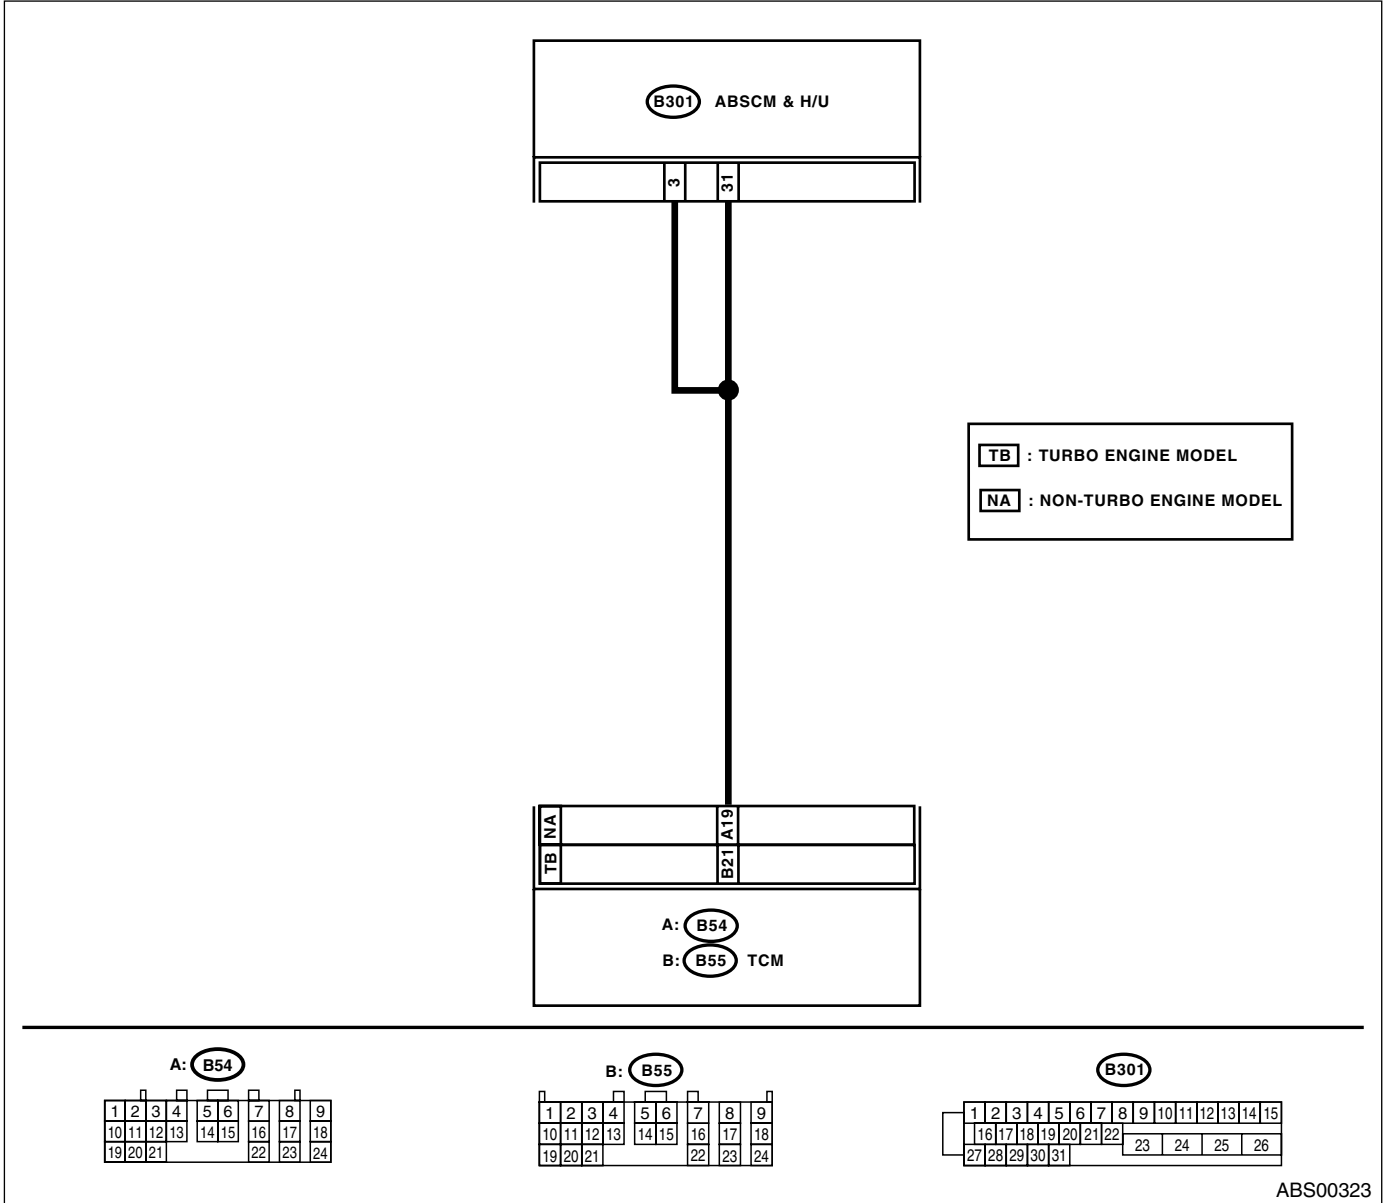 B301 ABSCM & H/U
3 31
TB : TURBO ENGINE MODEL
NA : NON-TURBO ENGINE MODEL
NA A19
TB B21
A: B54
B: B55 TCM
A: B54
1 2 3 4 5 6 7 8 9
10 11 12 13 14 15 16 17 18
19 20 21 22 23 24
B: B55
1 2 3 4 5 6 7 8 9
10 11 12 13 14 15 16 17 18
19 20 21 22 23 24
B301
1 2 3 4 5 6 7 8 9 10 11 12 13 14 15
16 17 18 19 20 21 22 23 24 25 26
27 28 29 30 31
ABS00323